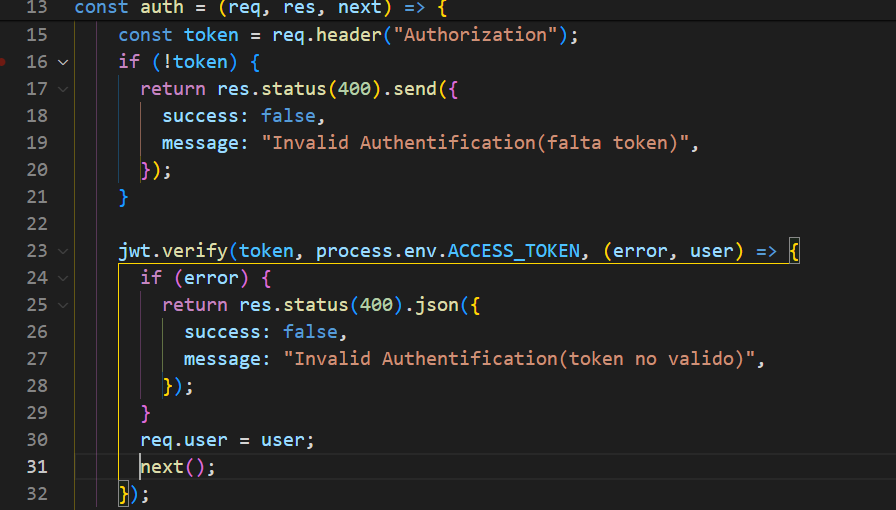 13 const auth = (req, res, next) => {
15 const token = req.header("Authorization");
16 if (!token) {
17 return res.status(400).send({
18 success: false,
19 message: "Invalid Authentification(falta token)",
20 });
21 }
22
23 jwt.verify(token, process.env.ACCESS_TOKEN, (error, user) => {
24 if (error) {
25 return res.status(400).json({
26 success: false,
27 message: "Invalid Authentification(token no valido)",
28 });
29 }
30 req.user = user;
31 next();
32 });